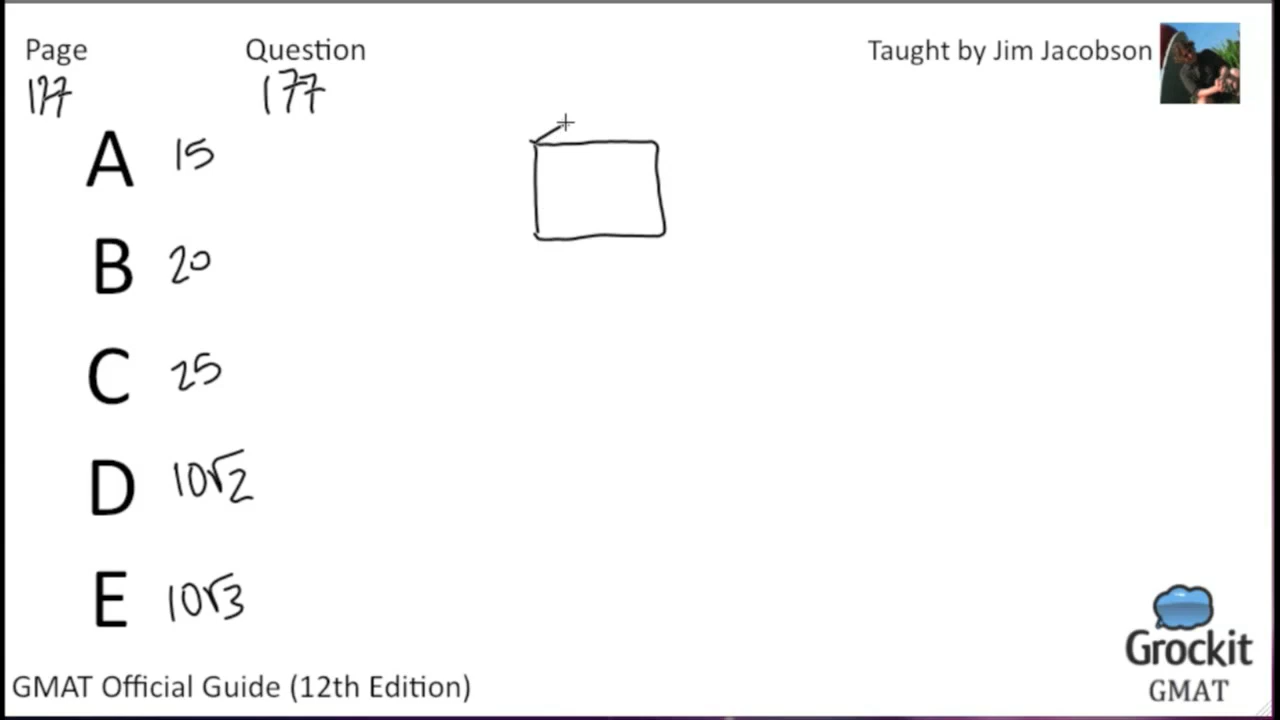 Page Question
177 177
Taught by Jim Jacobson
A 15
B 20
C 25
D 10√2
E 10√3
GMAT Official Guide (12th Edition)
Grockit
GMAT